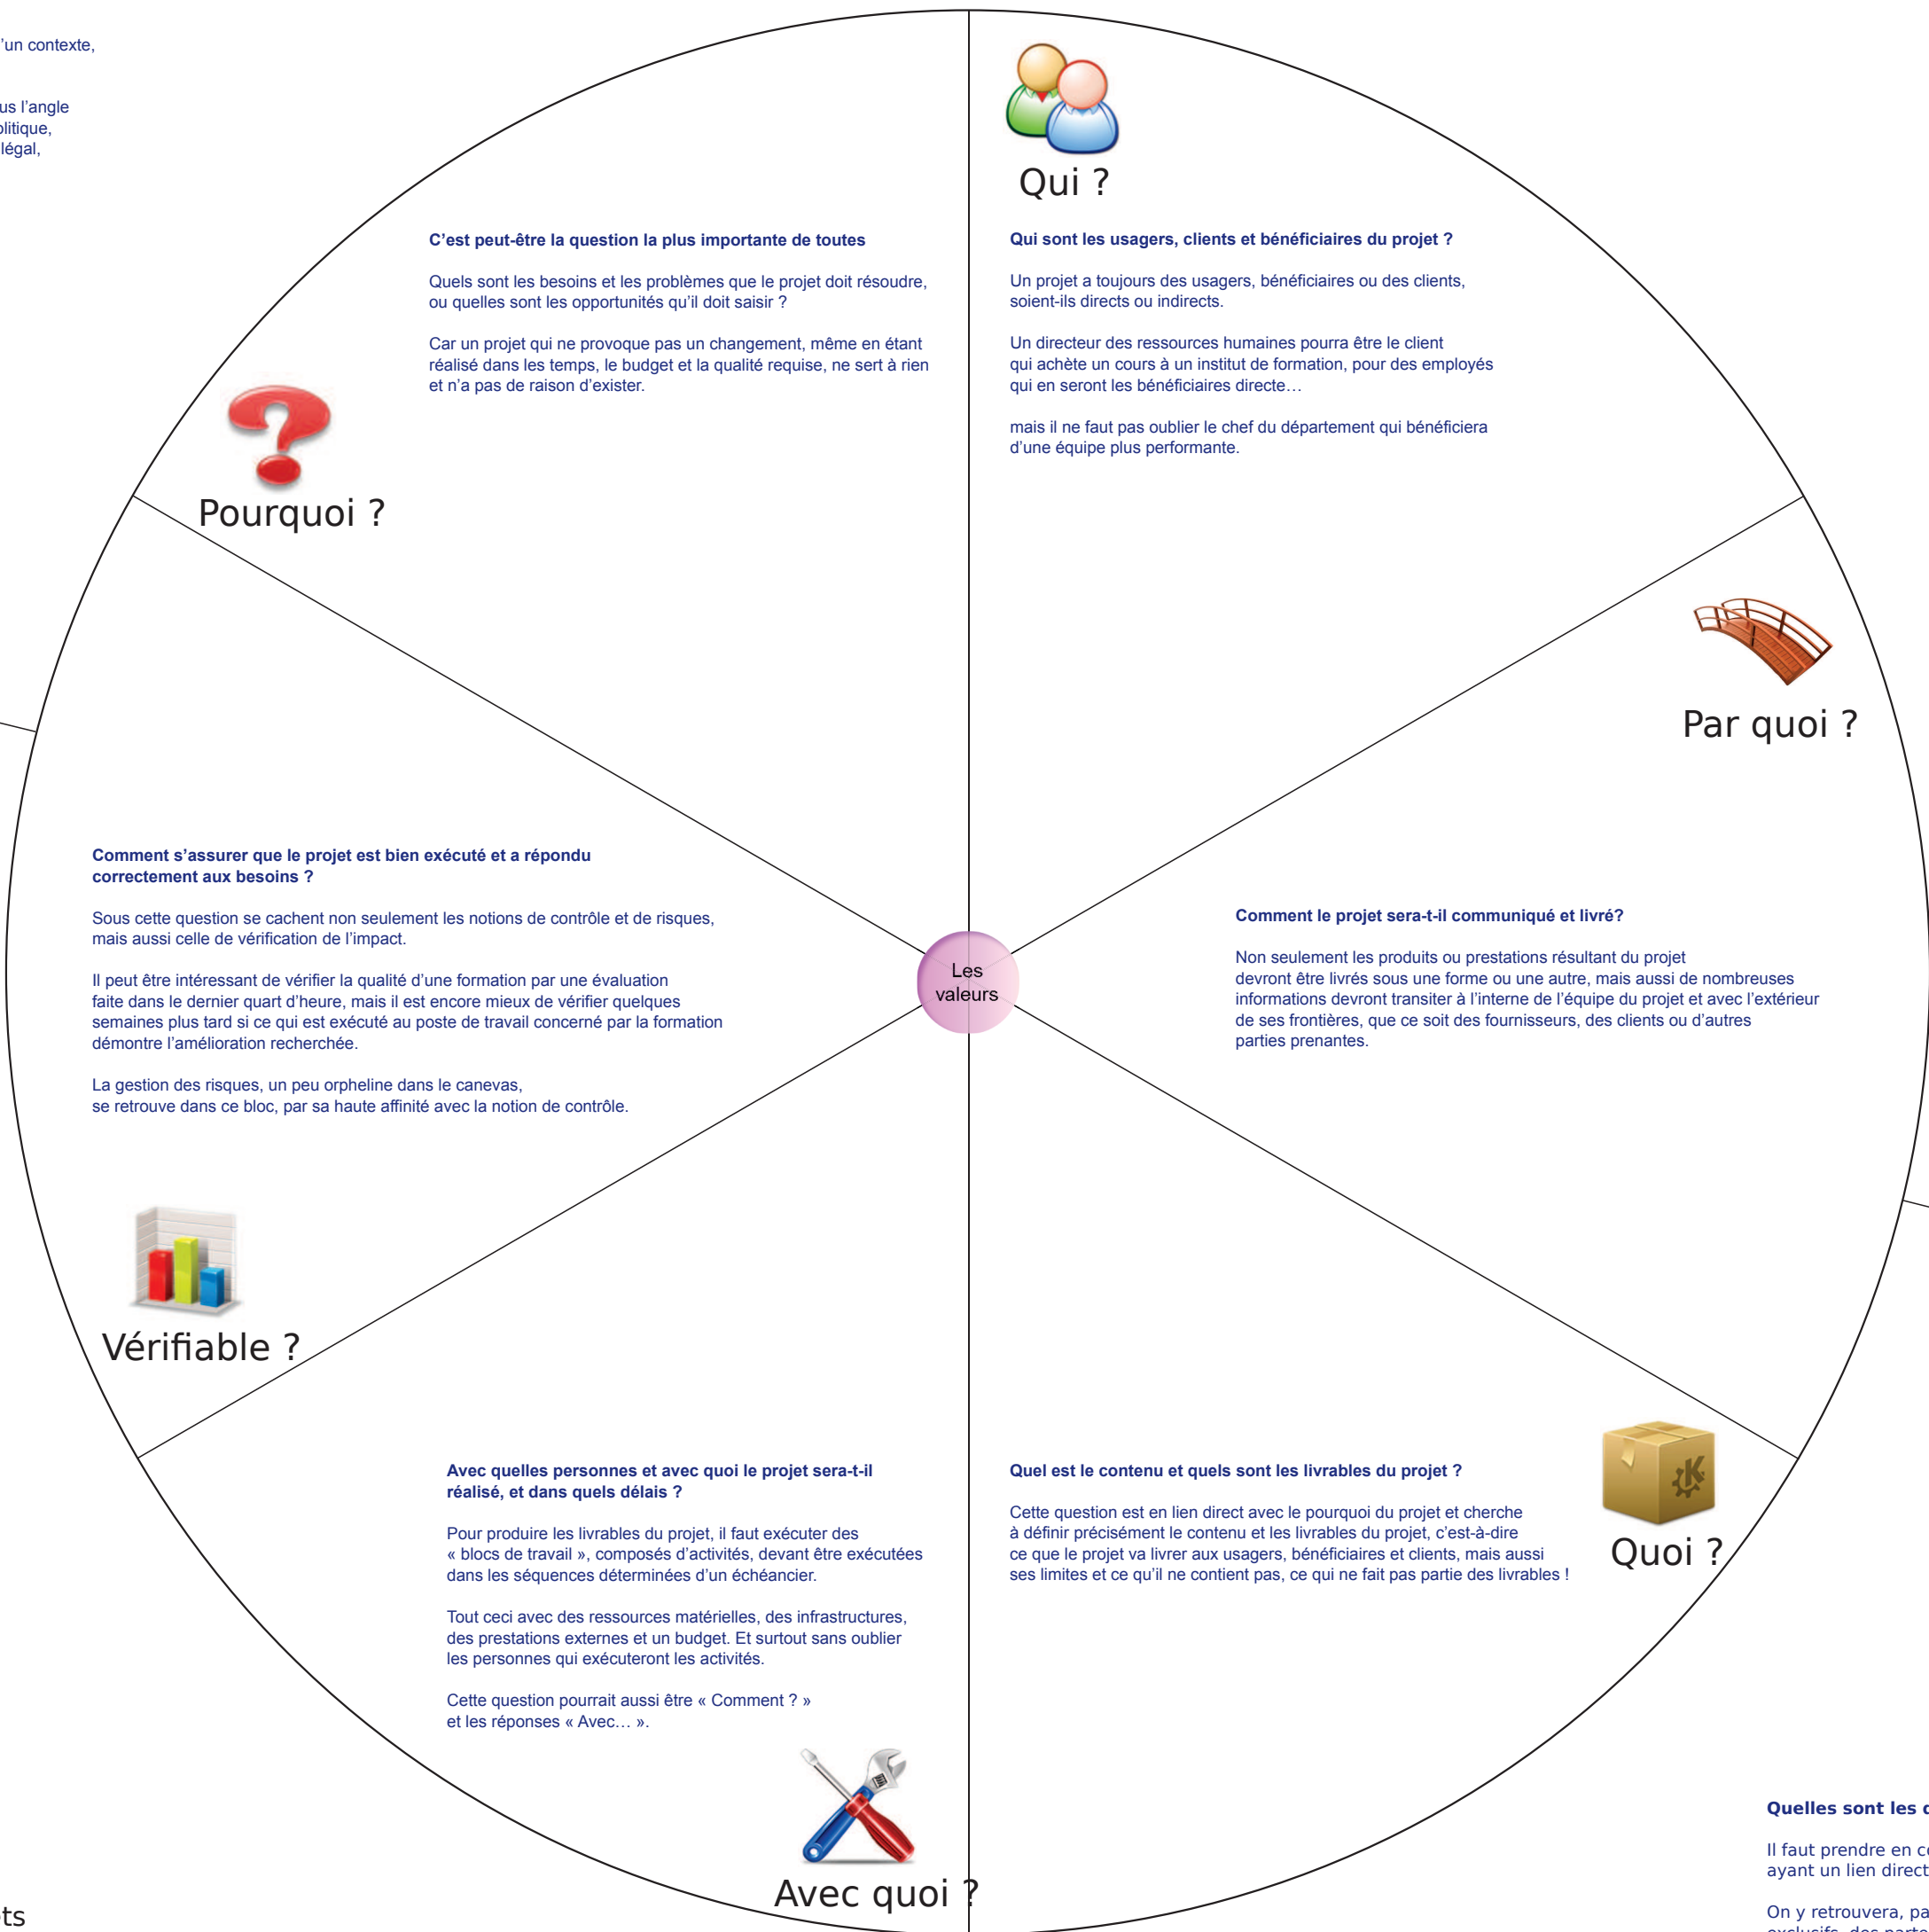 'un contexte,
us l'angle
olitique,
légal,
Qui ?
C'est peut-être la question la plus importante de toutes
Quels sont les besoins et les problèmes que le projet doit résoudre,
ou quelles sont les opportunités qu'il doit saisir ?
Car un projet qui ne provoque pas un changement, même en étant
réalisé dans les temps, le budget et la qualité requise, ne sert à rien
et n'a pas de raison d'exister.
Pourquoi ?
Qui sont les usagers, clients et bénéficiaires du projet ?
Un projet a toujours des usagers, bénéficiaires ou des clients,
soient-ils directs ou indirects.
Un directeur des ressources humaines pourra être le client
qui achète un cours à un institut de formation, pour des employés
qui en seront les bénéficiaires directe…
mais il ne faut pas oublier le chef du département qui bénéficiera
d'une équipe plus performante.
Par quoi ?
Comment s'assurer que le projet est bien exécuté et a répondu
correctement aux besoins ?
Sous cette question se cachent non seulement les notions de contrôle et de risques,
mais aussi celle de vérification de l'impact.
Il peut être intéressant de vérifier la qualité d'une formation par une évaluation
faite dans le dernier quart d'heure, mais il est encore mieux de vérifier quelques
semaines plus tard si ce qui est exécuté au poste de travail concerné par la formation
démontre l'amélioration recherchée.
La gestion des risques, un peu orpheline dans le canevas,
se retrouve dans ce bloc, par sa haute affinité avec la notion de contrôle.
Vérifiable ?
Les
valeurs
Comment le projet sera-t-il communiqué et livré?
Non seulement les produits ou prestations résultant du projet
devront être livrés sous une forme ou une autre, mais aussi de nombreuses
informations devront transiter à l'interne de l'équipe du projet et avec l'extérieur
de ses frontières, que ce soit des fournisseurs, des clients ou d'autres
parties prenantes.
Avec quelles personnes et avec quoi le projet sera-t-il
réalisé, et dans quels délais ?
Pour produire les livrables du projet, il faut exécuter des
« blocs de travail », composés d'activités, devant être exécutées
dans les séquences déterminées d'un échéancier.
Tout ceci avec des ressources matérielles, des infrastructures,
des prestations externes et un budget. Et surtout sans oublier
les personnes qui exécuteront les activités.
Cette question pourrait aussi être « Comment ? »
et les réponses « Avec… ».
Avec quoi ?
Quel est le contenu et quels sont les livrables du projet ?
Cette question est en lien direct avec le pourquoi du projet et cherche
à définir précisément le contenu et les livrables du projet, c'est-à-dire
ce que le projet va livrer aux usagers, bénéficiaires et clients, mais aussi
ses limites et ce qu'il ne contient pas, ce qui ne fait pas partie des livrables !
Quoi ?
Quelles sont les
Il faut prendre en
ayant un lien direct
On y retrouvera,
ts